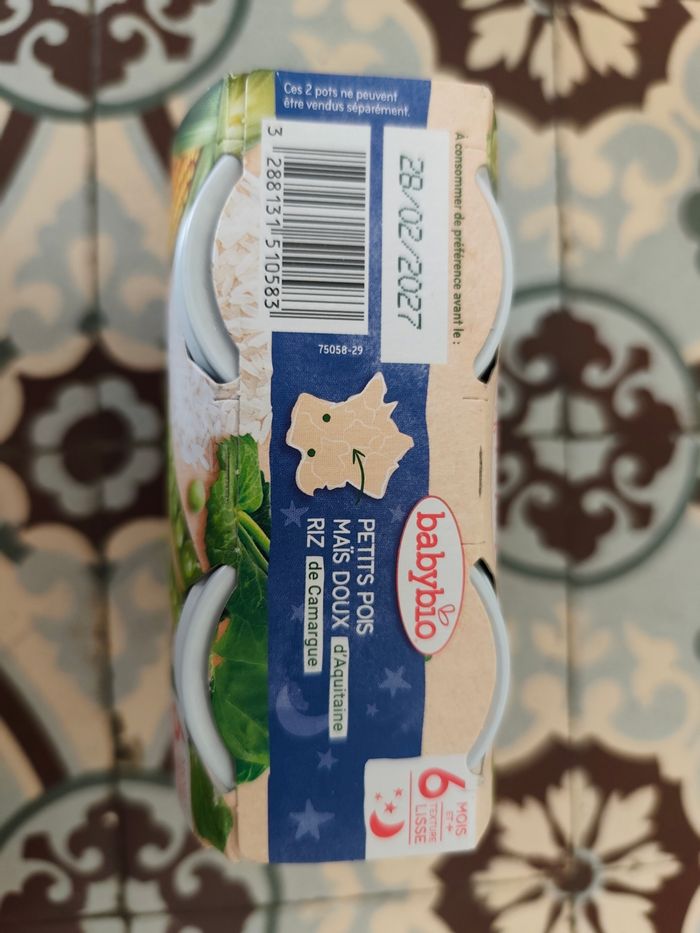 Ces 2 pots ne peuvent
être vendus séparément.
À consommer de préférence avant le :
28/02/2027
3 288131 510583
75058-29
babybio
PETITS POIS
MAÏS DOUX d'Aquitaine
RIZ de Camargue
6 MOIS
ET +
TEXTURE
LISSE